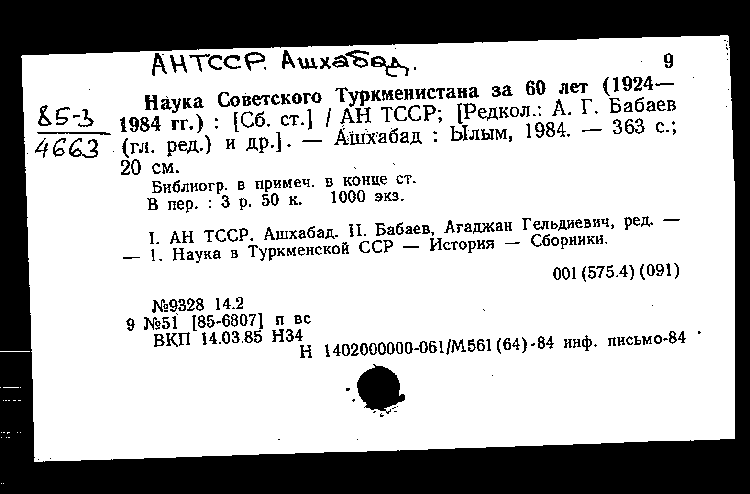 АН ТССР. Ашхабад.
9
85-3
4663
Наука Советского Туркменистана за 60 лет (1924—
1984 гг.) : [Сб. ст.] / АН ТССР; [Редкол.: А. Г. Бабаев
(гл. ред.) и др.]. — Ашхабад : Ылым, 1984. — 363 с.;
20 см.
Библиогр. в примеч. в конце ст.
В пер. : 3 р. 50 к. 1000 экз.
I. АН ТССР. Ашхабад. II. Бабаев, Агаджан Гельдиевич, ред. —
— 1. Наука в Туркменской ССР — История — Сборники.
001 (575.4) (091)
№9328 14.2
9 №51 [85-6807] п вс
ВКП 14.03.85 Н34
Н 1402000000-061/М561(64)-84 инф. письмо-84